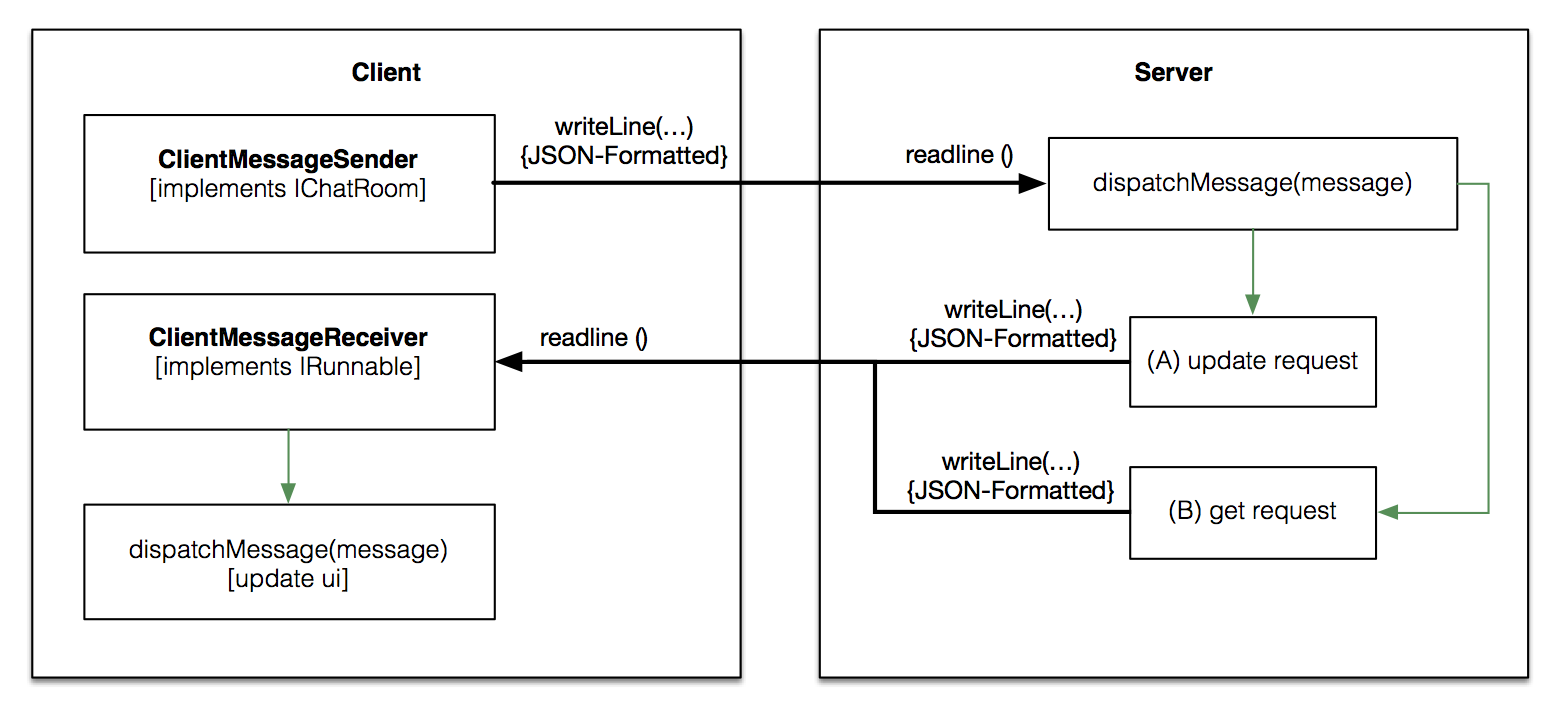 Client
ClientMessageSender
[implements IChatRoom]
writeLine(…)
{JSON-Formatted}
ClientMessageReceiver
[implements IRunnable]
readline ()
dispatchMessage(message)
[update ui]
Server
readline ()
dispatchMessage(message)
writeLine(…)
{JSON-Formatted}
(A) update request
writeLine(…)
{JSON-Formatted}
(B) get request